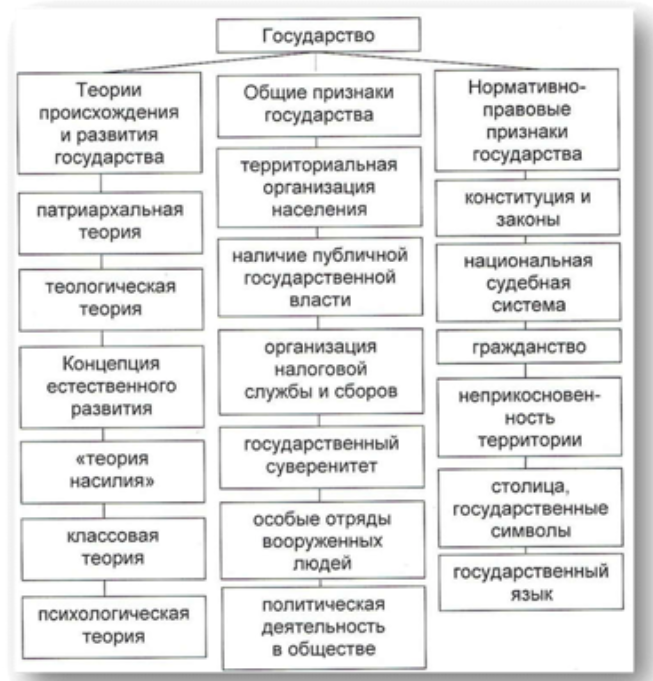 Государство
Теории
происхождения
и развития
государства
патриархальная
теория
теологическая
теория
Концепция
естественного
развития
«теория
насилия»
классовая
теория
психологическая
теория
Общие признаки
государства
территориальная
организация
населения
наличие публичной
государственной
власти
организация
налоговой
службы и сборов
государственный
суверенитет
особые отряды
вооруженных
людей
политическая
деятельность
в обществе
Нормативно-
правовые
признаки
государства
конституция и
законы
национальная
судебная
система
гражданство
неприкосновен-
ность
территории
столица,
государственные
символы
государственный
язык